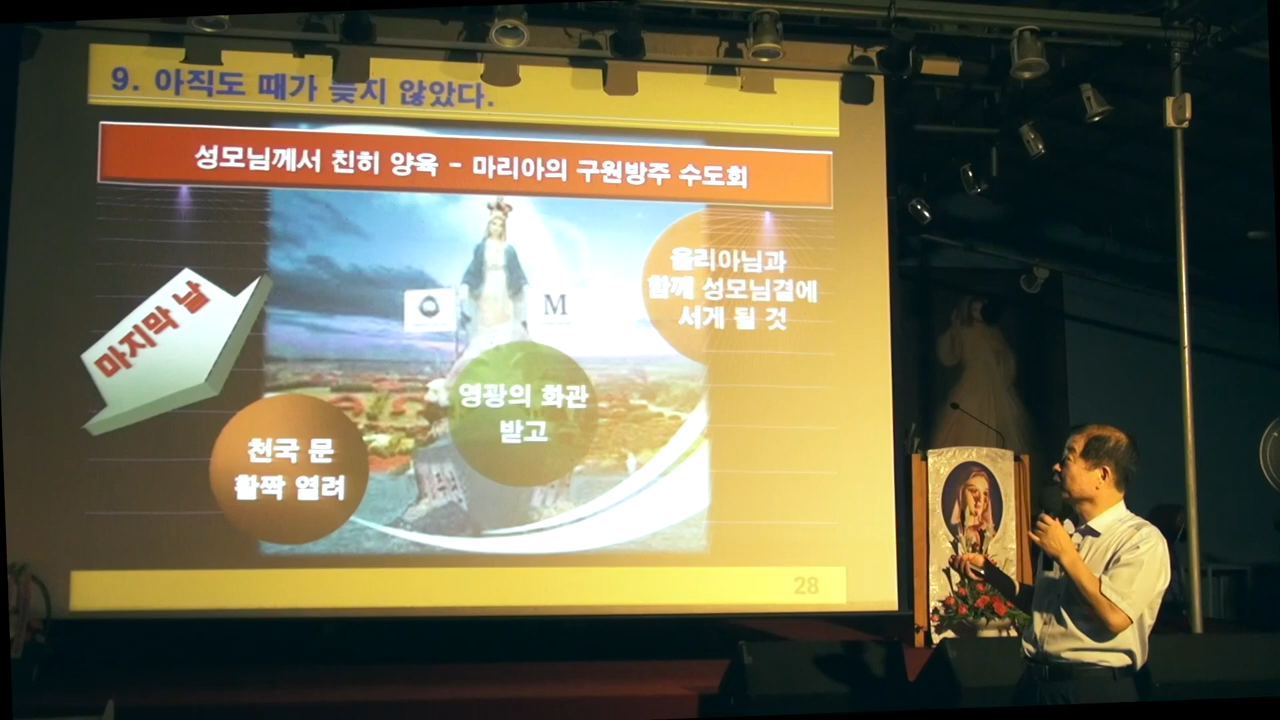 9. 아직도 때가 늦지 않았다.
성모님께서 친히 양육 - 마리아의 구원방주 수도회
율리아님과
함께 성모님곁에
서게 될 것
마지막 날
M
영광의 화관
받고
천국 문
활짝 열려
28